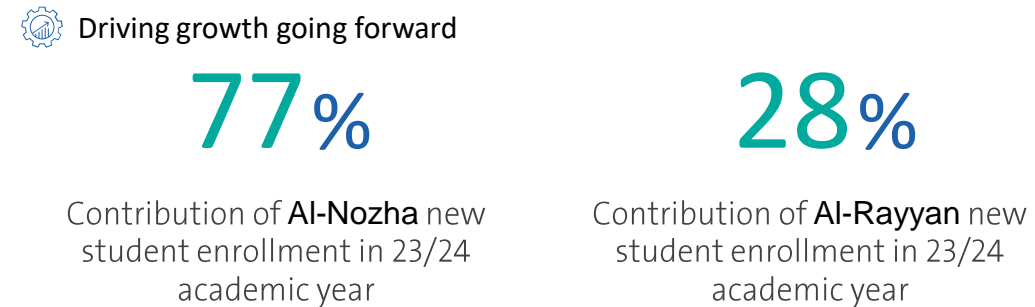 Driving growth going forward
77%
Contribution of Al-Nozha new
student enrollment in 23/24
academic year
28%
Contribution of Al-Rayyan new
student enrollment in 23/24
academic year